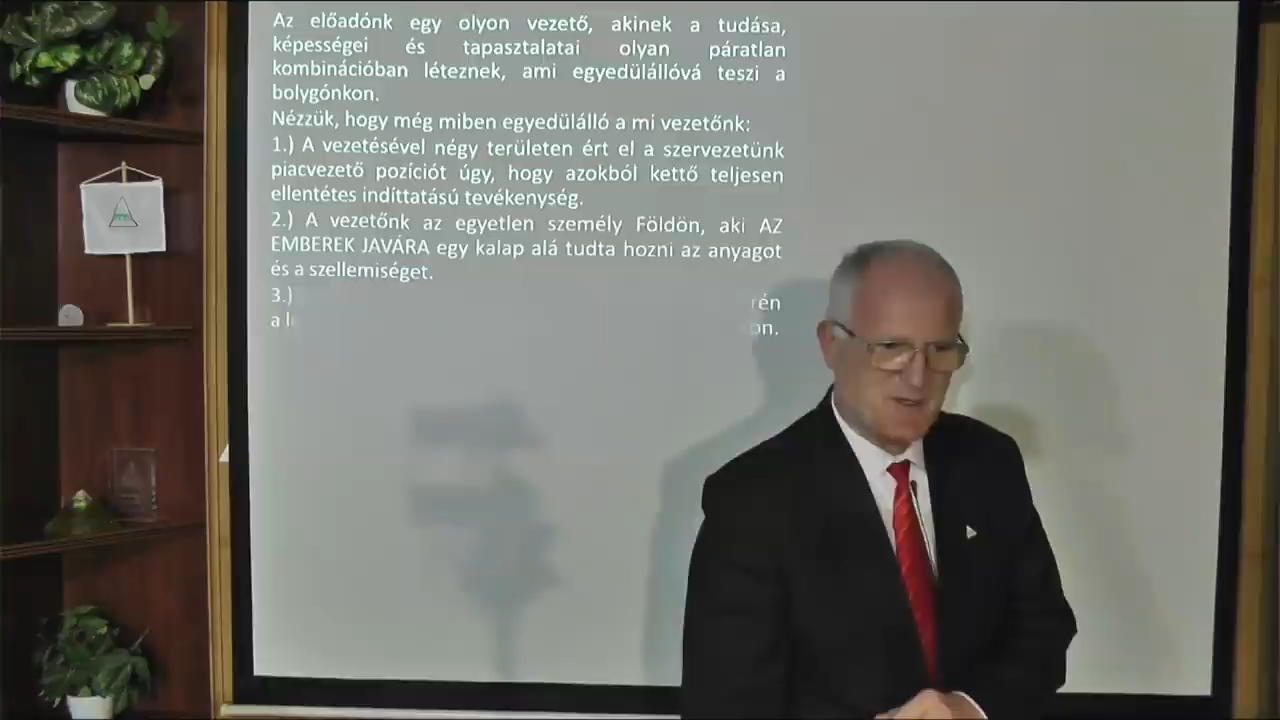 Az előadónk egy olyon vezető, akinek a tudása,
képességei és tapasztalatai olyan páratlan
kombinációban léteznek, ami egyedülállóvá teszi a
bolygónkon.
Nézzük, hogy még miben egyedülálló a mi vezetőnk:
1.) A vezetésével négy területen ért el a szervezetünk
piacvezető pozíciót úgy, hogy azokból kettő teljesen
ellentétes indíttatású tevékenység.
2.) A vezetőnk az egyetlen személy Földön, aki AZ
EMBEREK JAVÁRA egy kalap alá tudta hozni az anyagot
és a szellemiséget.
3.)
a